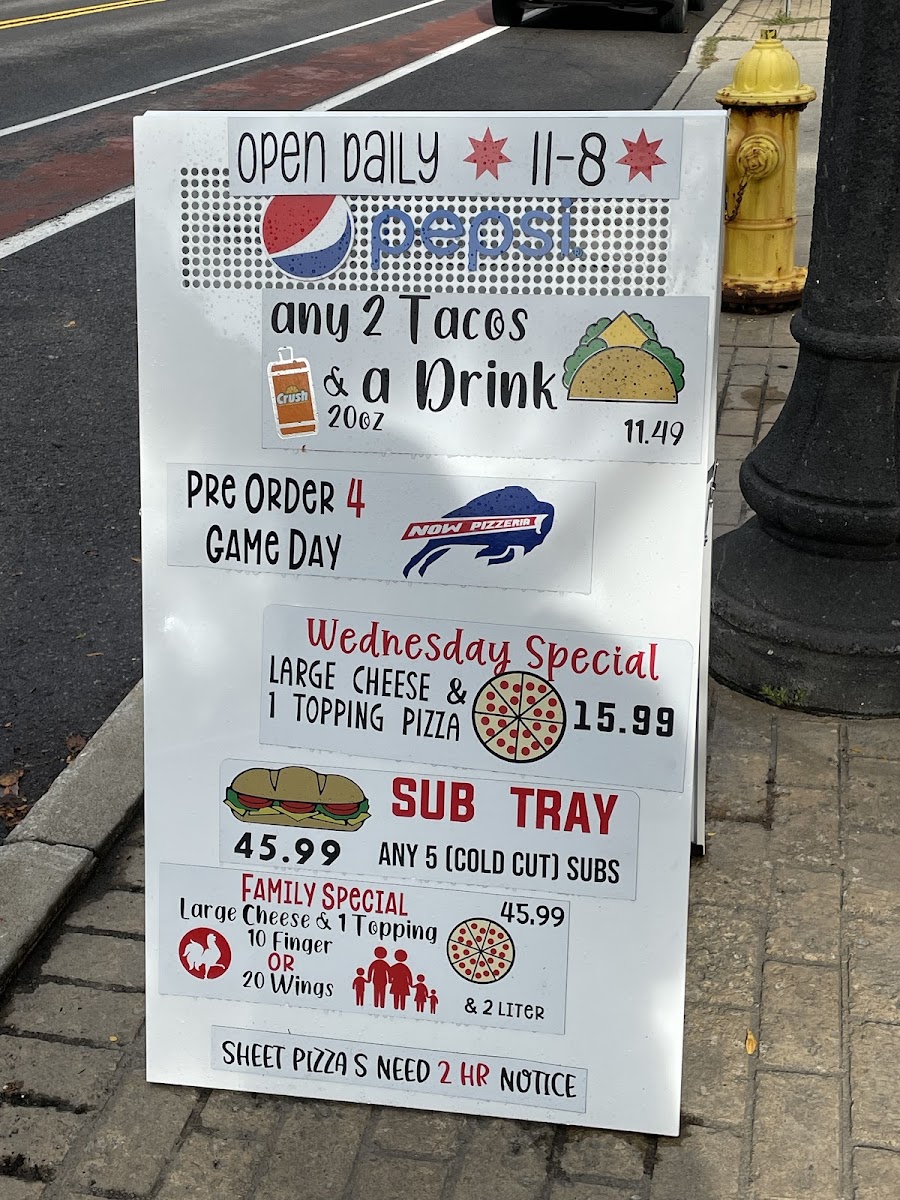 Open Daily 11-8
pepsi
any 2 Tacos
& a Drink
Crush
20oz
11.49
Pre Order 4
Game Day
NOW PIZZERIA
Wednesday Special
LARGE CHEESE &
1 TOPPING PIZZA
15.99
SUB TRAY
45.99 ANY 5 (COLD CUT) SUBS
Family Special
45.99
Large Cheese & 1 Topping
10 Finger
OR
20 Wings
& 2 LITER
SHEET PIZZA S NEED 2 HR NOTICE